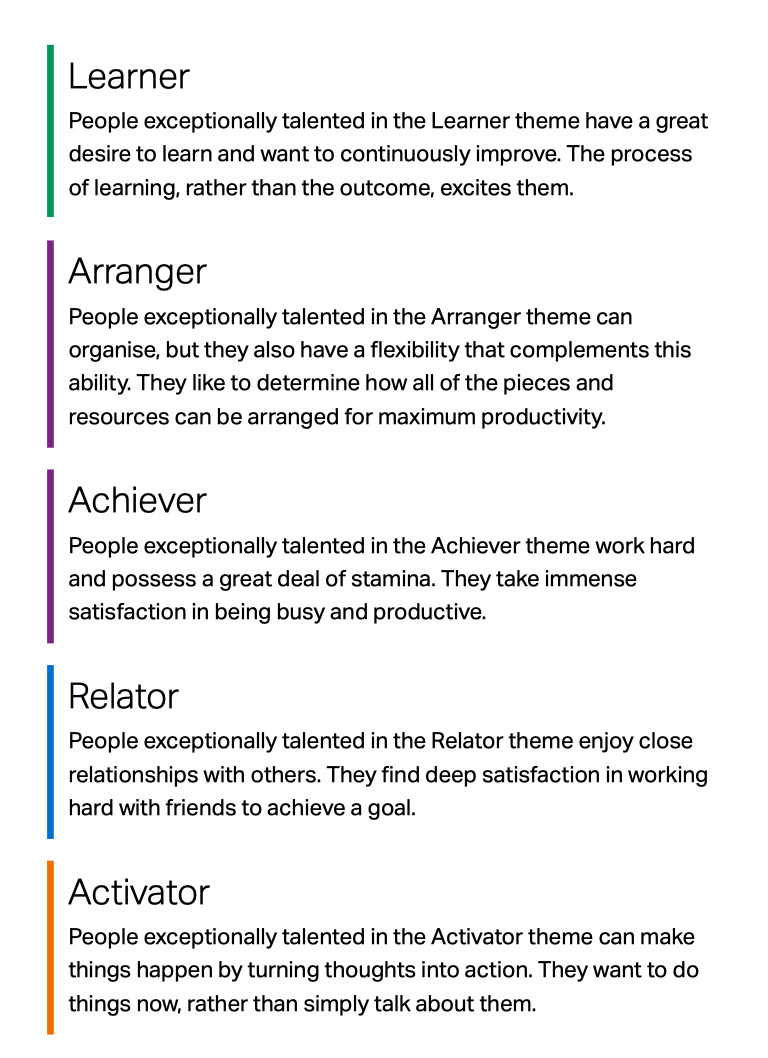 Learner
People exceptionally talented in the Learner theme have a great
desire to learn and want to continuously improve. The process
of learning, rather than the outcome, excites them.
Arranger
People exceptionally talented in the Arranger theme can
organise, but they also have a flexibility that complements this
ability. They like to determine how all of the pieces and
resources can be arranged for maximum productivity.
Achiever
People exceptionally talented in the Achiever theme work hard
and possess a great deal of stamina. They take immense
satisfaction in being busy and productive.
Relator
People exceptionally talented in the Relator theme enjoy close
relationships with others. They find deep satisfaction in working
hard with friends to achieve a goal.
Activator
People exceptionally talented in the Activator theme can make
things happen by turning thoughts into action. They want to do
things now, rather than simply talk about them.